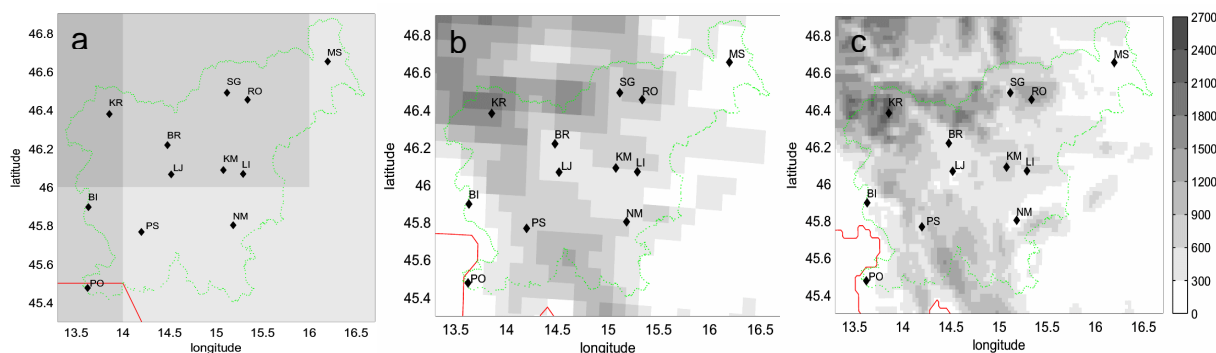 a
46.8
46.6
46.4
46.2
46
45.8
45.6
45.4
latitude
MS
SG
RO
KR
BR
LJ
KM
LI
BI
PS
NM
PO
13.5 14 14.5 15 15.5 16 16.5
longitude
b
46.8
46.6
46.4
46.2
46
45.8
45.6
45.4
latitude
MS
SG
RO
KR
BR
LJ
KM
LI
BI
PS
NM
PO
13.5 14 14.5 15 15.5 16 16.5
longitude
c
46.8
46.6
46.4
46.2
46
45.8
45.6
45.4
latitude
MS
SG
RO
KR
BR
LJ
KM
LI
BI
PS
NM
PO
13.5 14 14.5 15 15.5 16 16.5
longitude
2700
2400
2100
1800
1500
1200
900
600
300
0